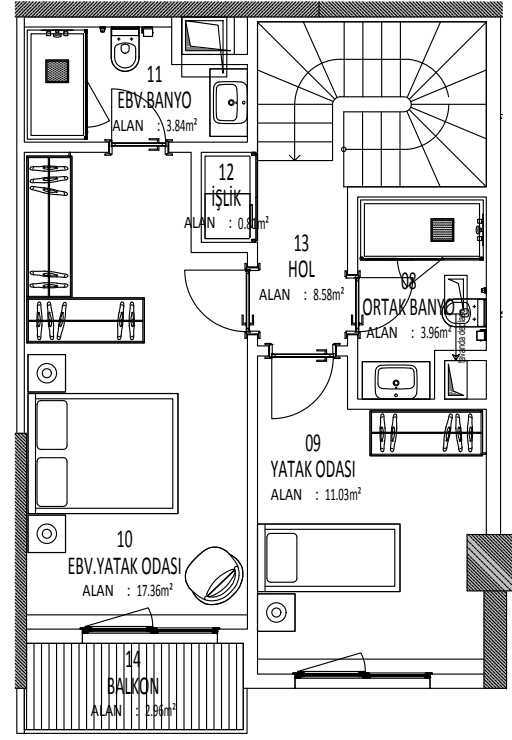 11
EBV.BANYO
ALAN : 3.84m²
12
İŞLİK
ALAN : 0.81m²
13
HOL
ALAN : 8.58m²
08
ORTAK BANYO
ALAN : 3.96m²
09
YATAK ODASI
ALAN : 11.03m²
10
EBV.YATAK ODASI
ALAN : 17.36m²
14
BALKON
ALAN : 2.96m²